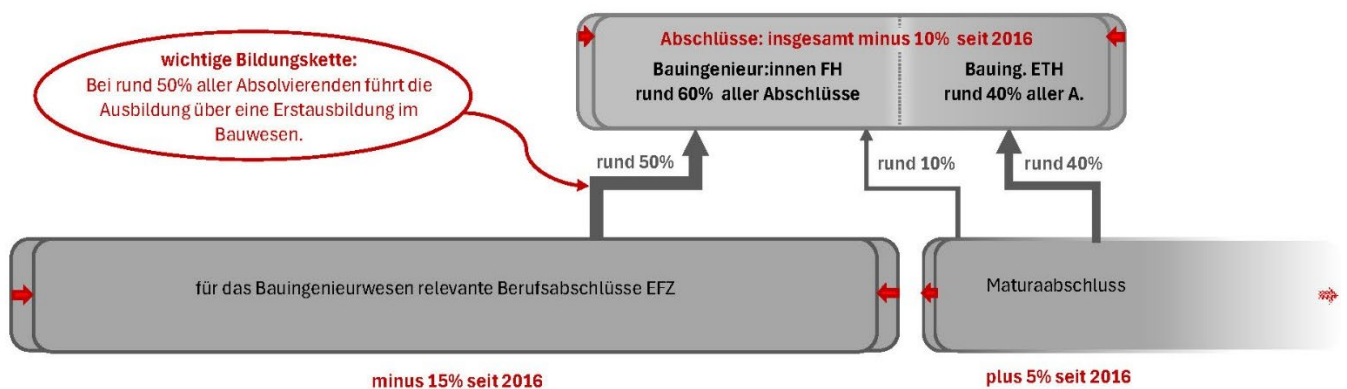 wichtige Bildungskette:
Bei rund 50% aller Absolvierenden führt die
Ausbildung über eine Erstausbildung im
Bauwesen.
Abschlüsse: insgesamt minus 10% seit 2016
Bauingenieur:innen FH
rund 60% aller Abschlüsse
Bauing. ETH
rund 40% aller A.
rund 50%
rund 10%
rund 40%
für das Bauingenieurwesen relevante Berufsabschlüsse EFZ
Maturaabschluss
minus 15% seit 2016
plus 5% seit 2016